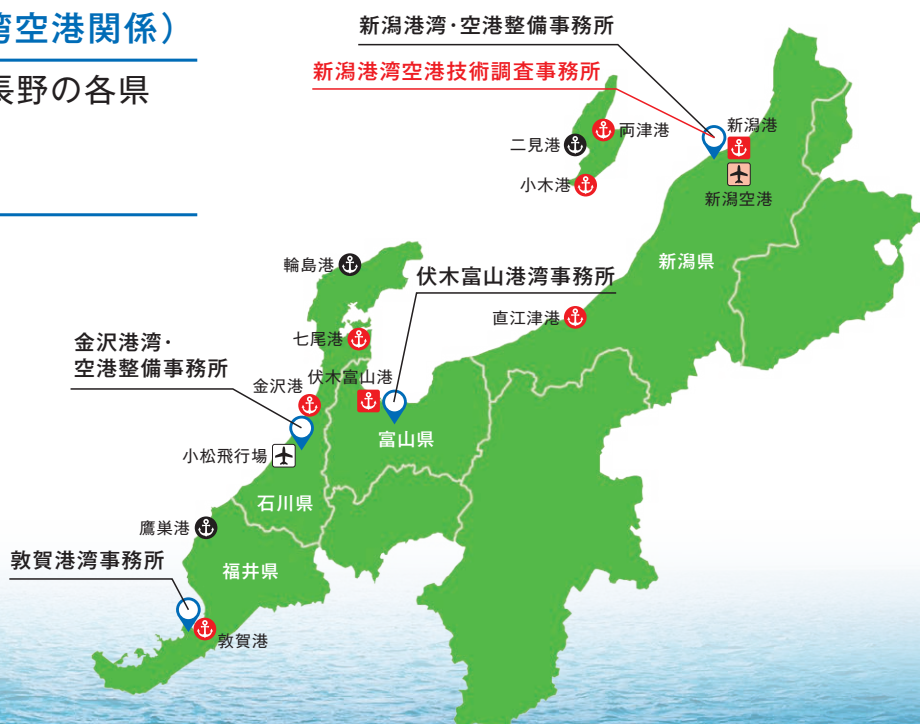 湾空港関係）
長野の各県
新潟港湾・空港整備事務所
新潟港湾空港技術調査事務所
両津港
新潟港
二見港
小木港
新潟空港
新潟県
輪島港
伏木富山港湾事務所
直江津港
七尾港
金沢港湾・
空港整備事務所
伏木富山港
金沢港
富山県
小松飛行場
石川県
鷹巣港
敦賀港湾事務所
福井県
敦賀港